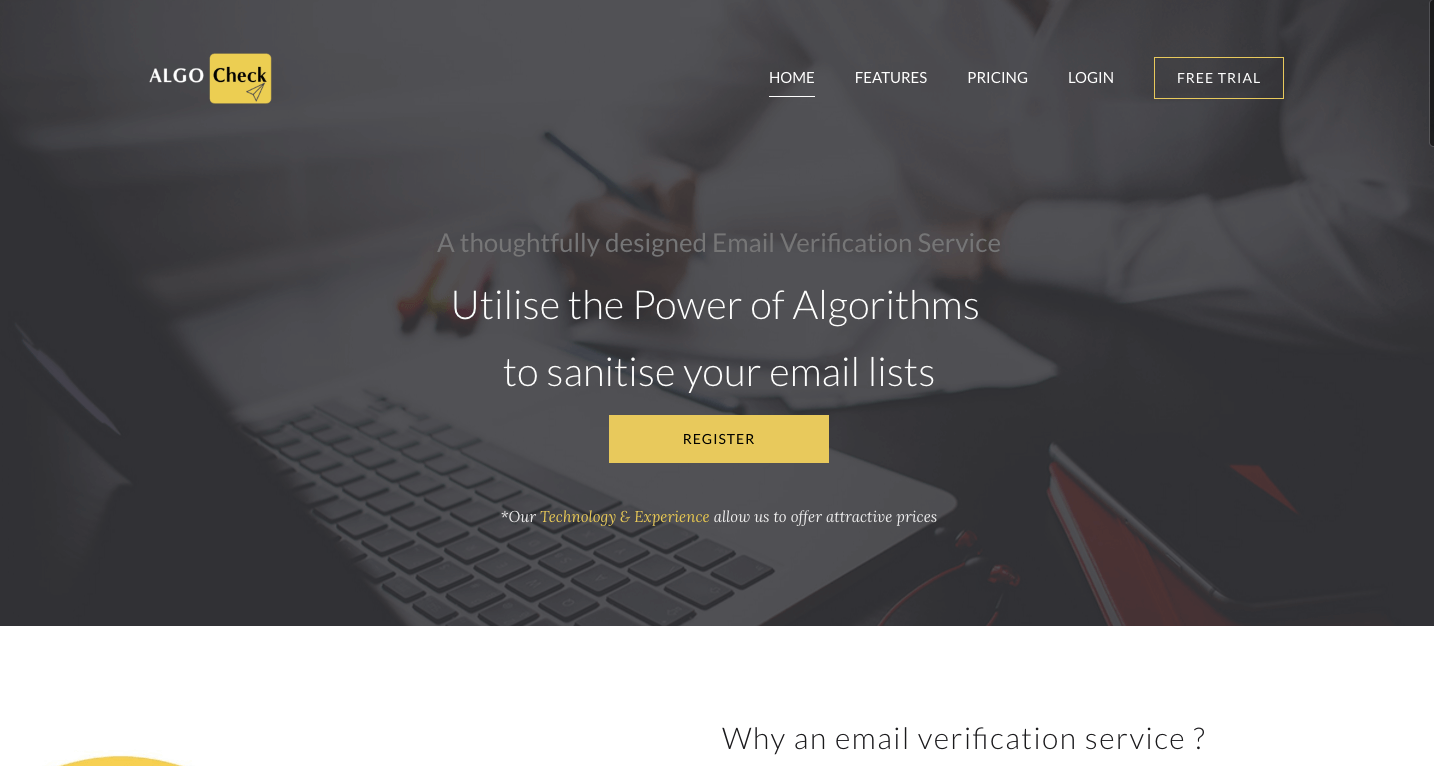 ALGO Check
HOME FEATURES PRICING LOGIN FREE TRIAL
A thoughtfully designed Email Verification Service
Utilise the Power of Algorithms
to sanitise your email lists
REGISTER
*Our Technology & Experience allow us to offer attractive prices
Why an email verification service ?